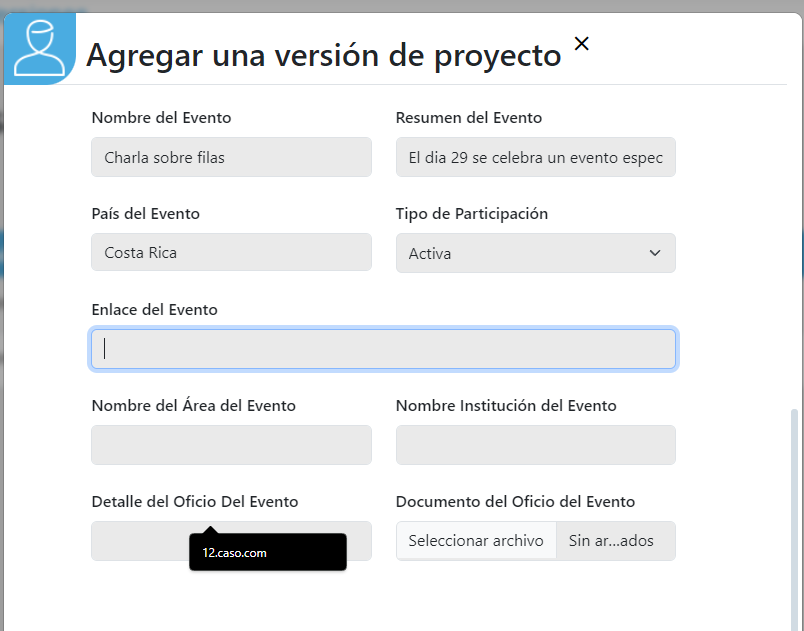 Agregar una versión de proyecto
Nombre del Evento
Resumen del Evento
Charla sobre filas
El dia 29 se celebra un evento espec
País del Evento
Tipo de Participación
Costa Rica
Activa
Enlace del Evento
Nombre del Área del Evento
Nombre Institución del Evento
Detalle del Oficio Del Evento
Documento del Oficio del Evento
Seleccionar archivo
Sin ar...ados
12.caso.com